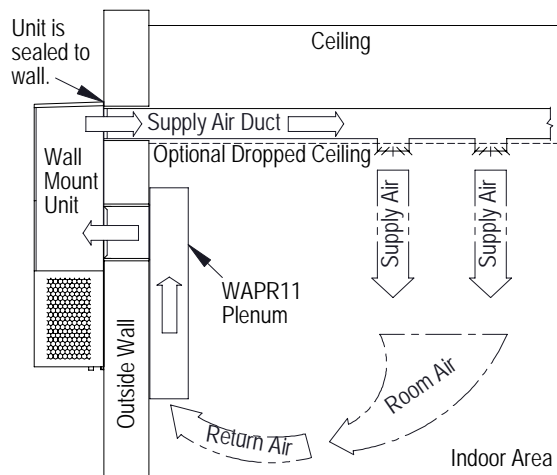 Unit is
sealed to
wall.
Ceiling
Supply Air Duct
Optional Dropped Ceiling
Wall
Mount
Unit
Supply Air
Supply Air
WAPR11
Plenum
Outside Wall
Room Air
Return Air
Indoor Area